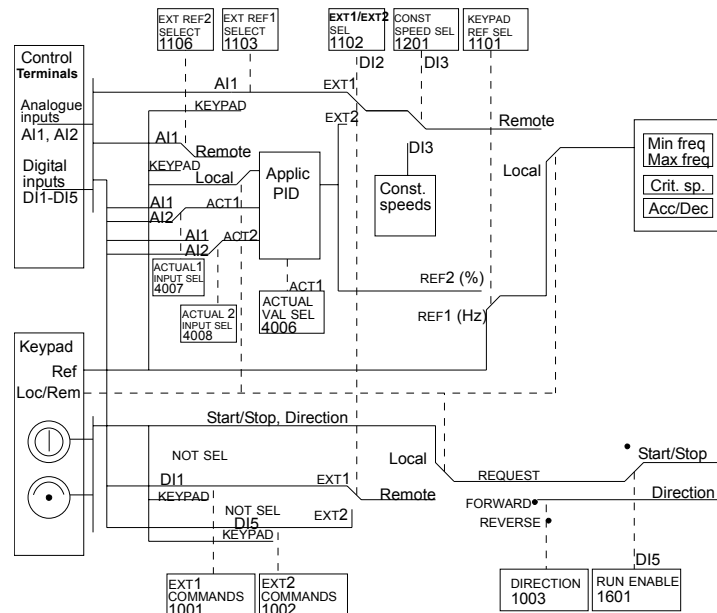 EXT REF2
SELECT
1106
EXT REF1
SELECT
1103
EXT1/EXT2
SEL
1102
CONST
SPEED SEL
1201
KEYPAD
REF SEL
1101
DI2
DI3
Control
Terminals
Analogue
inputs
AI1, AI2
Digital
inputs
DI1-DI5
AI1
EXT1
KEYPAD
EXT2
Remote
AI1
Remote
KEYPAD
Local
Applic
PID
DI3
Const.
speeds
Local
Min freq
Max freq
Crit. sp.
Acc/Dec
AI1
ACT1
AI2
AI1
ACT2
AI2
ACTUAL1
INPUT SEL
4007
ACTUAL 2
INPUT SEL
4008
ACT1
ACTUAL
VAL SEL
4006
REF2 (%)
REF1 (Hz)
Keypad
Ref
Loc/Rem
Start/Stop, Direction
NOT SEL
Local
Start/Stop
REQUEST
DI1
EXT1
KEYPAD
Remote
Direction
FORWARD
NOT SEL
DI5
EXT2
REVERSE
KEYPAD
DI5
EXT1
COMMANDS
1001
EXT2
COMMANDS
1002
DIRECTION
1003
RUN ENABLE
1601